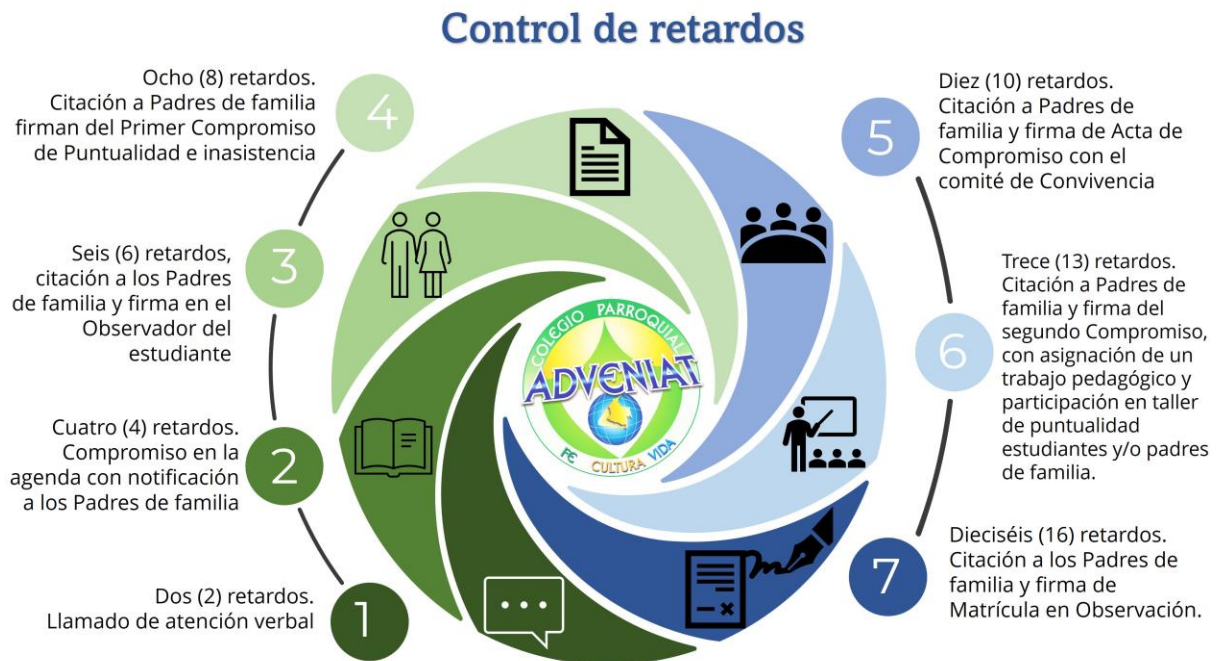 Control de retardos
Ocho (8) retardos.
Citación a Padres de familia
firman del Primer Compromiso
de Puntualidad e inasistencia
4
Seis (6) retardos,
citación a los Padres
de familia y firma en el
Observador del
estudiante
3
Cuatro (4) retardos.
Compromiso en la
agenda con notificación
a los Padres de familia
2
Dos (2) retardos.
Llamado de atención verbal
1
COLEGIO PARROQUIAL
ADVENIAT
FE CULTURA VIDA
5
Diez (10) retardos.
Citación a Padres de
familia y firma de Acta de
Compromiso con el
comité de Convivencia
6
Trece (13) retardos.
Citación a Padres de
familia y firma del
segundo Compromiso,
con asignación de un
trabajo pedagógico y
participación en taller
de puntualidad
estudiantes y/o padres
de familia.
7
Dieciséis (16) retardos.
Citación a los Padres de
familia y firma de
Matrícula en Observación.